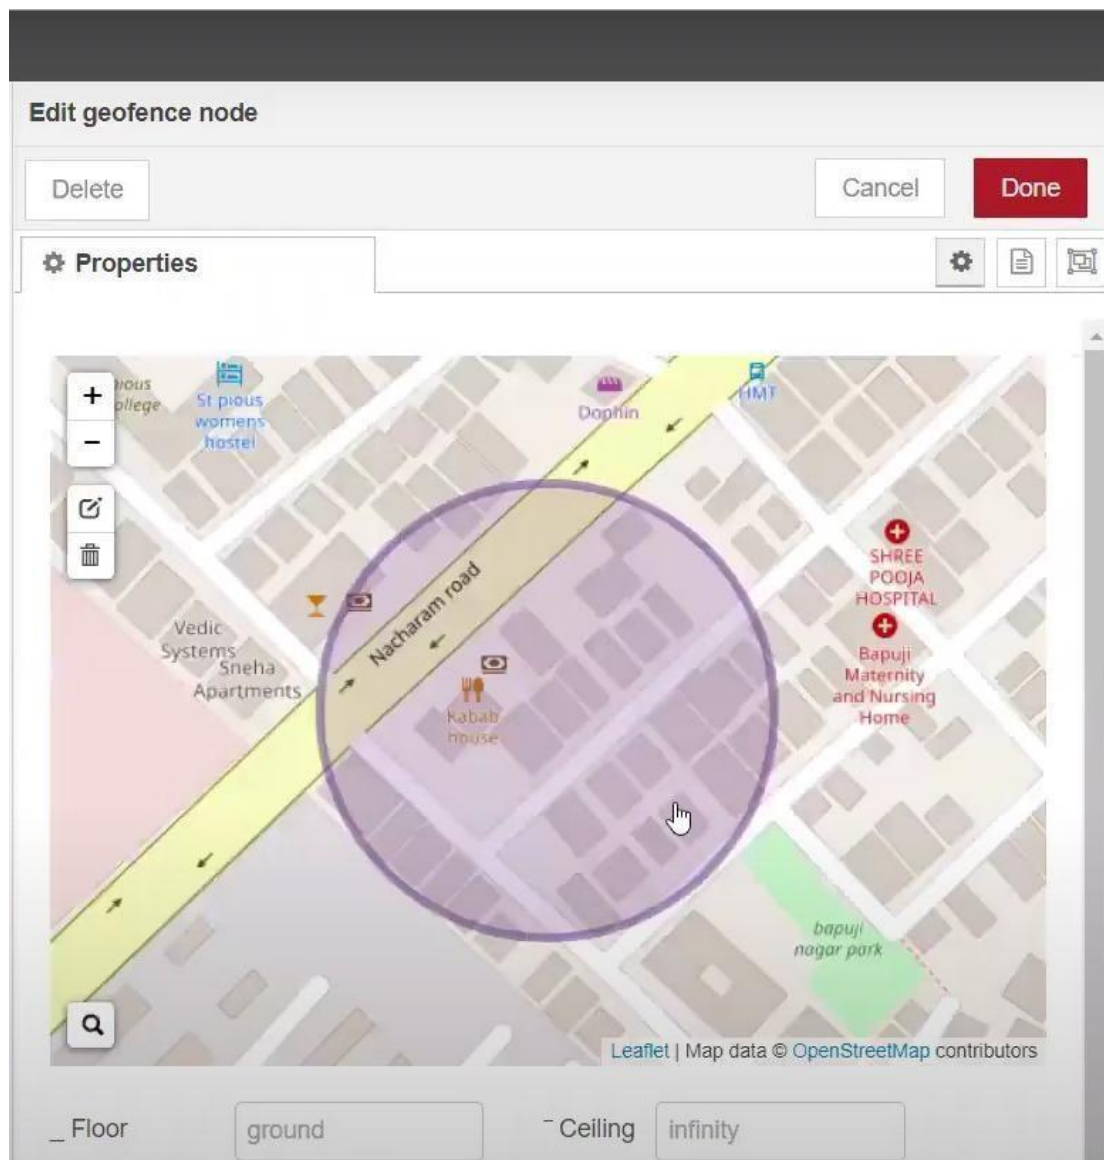 Edit geofence node
Delete
Cancel
Done
Properties
+
−
St pious
womens
hostel
Dophin
HMT
Nacharam road
SHREE
POOJA
HOSPITAL
Vedic
Systems
Sneha
Apartments
Bapuji
Maternity
and Nursing
Home
Kabab
house
bapuji
nagar park
Leaflet | Map data © OpenStreetMap contributors
Floor
ground
Ceiling
infinity